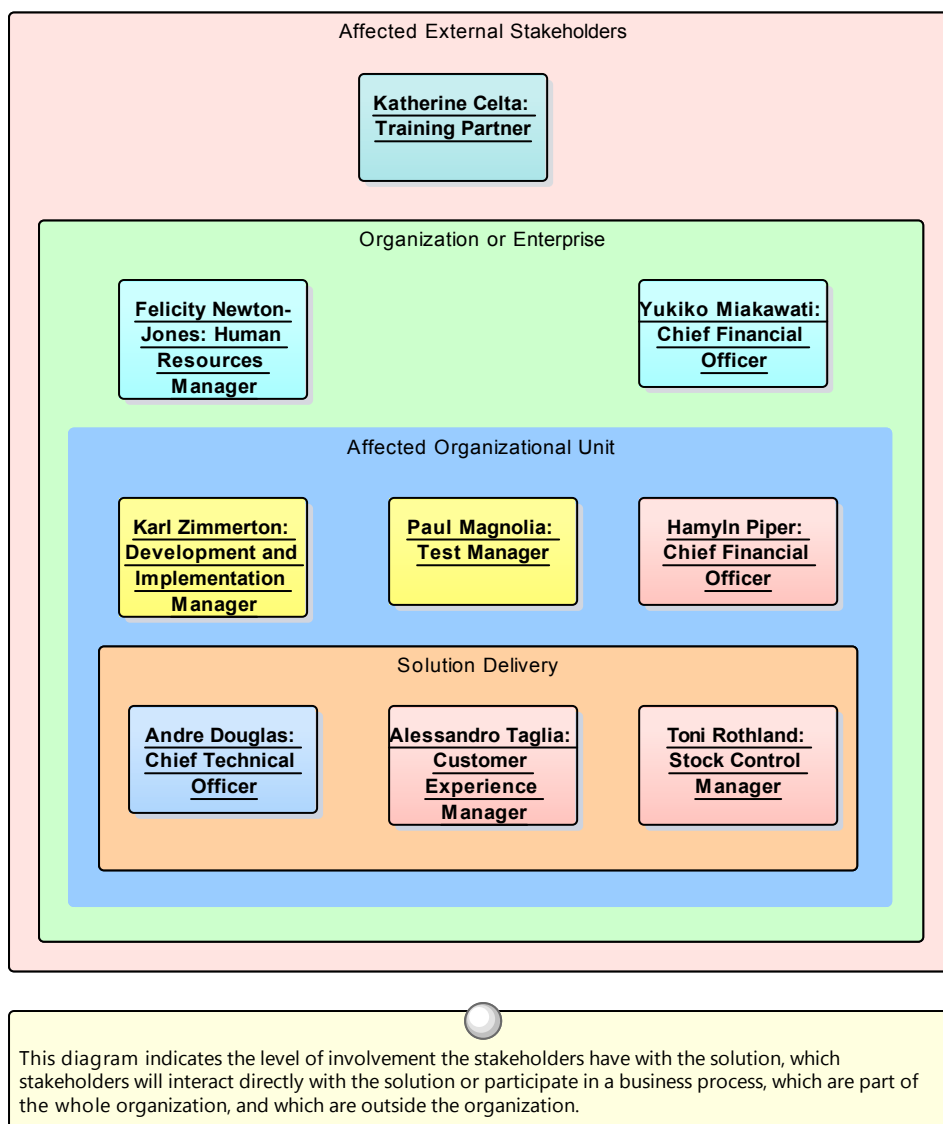 Affected External Stakeholders
Katherine Celta:
Training Partner
Organization or Enterprise
Felicity Newton-
Jones: Human
Resources
Manager
Yukiko Miakawati:
Chief Financial
Officer
Affected Organizational Unit
Karl Zimmerton:
Development and
Implementation
Manager
Paul Magnolia:
Test Manager
Hamyln Piper:
Chief Financial
Officer
Solution Delivery
Andre Douglas:
Chief Technical
Officer
Alessandro Taglia:
Customer
Experience
Manager
Toni Rothland:
Stock Control
Manager
This diagram indicates the level of involvement the stakeholders have with the solution, which
stakeholders will interact directly with the solution or participate in a business process, which are part of
the whole organization, and which are outside the organization.